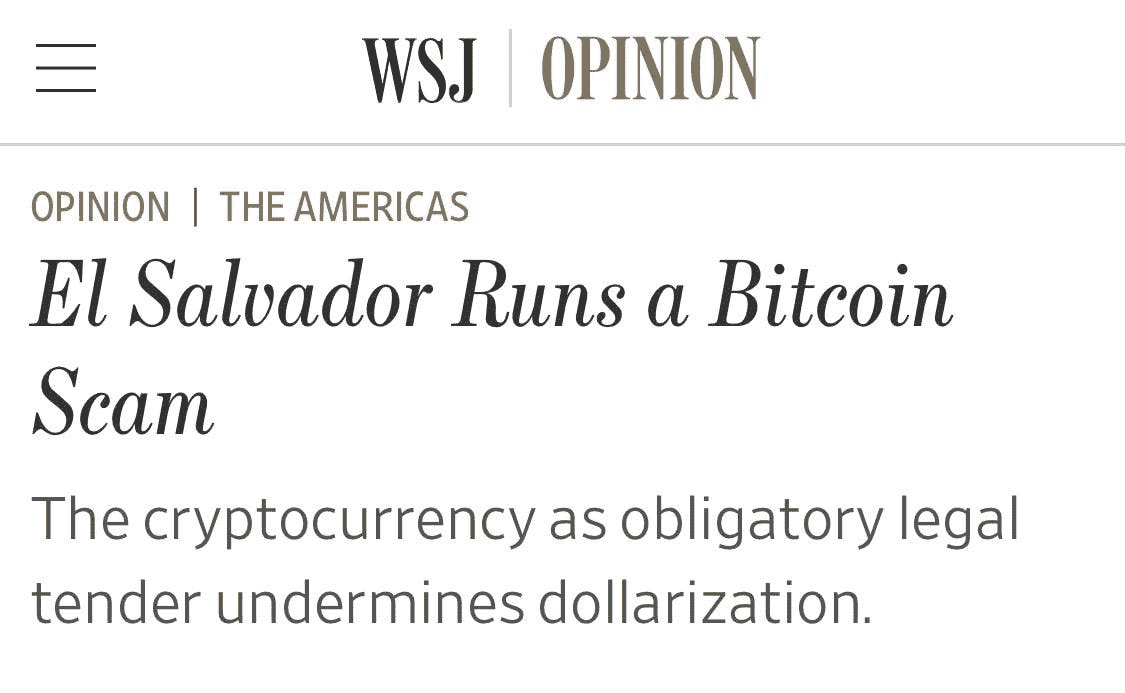 WSJ | OPINION
OPINION | THE AMERICAS
El Salvador Runs a Bitcoin
Scam
The cryptocurrency as obligatory legal
tender undermines dollarization.